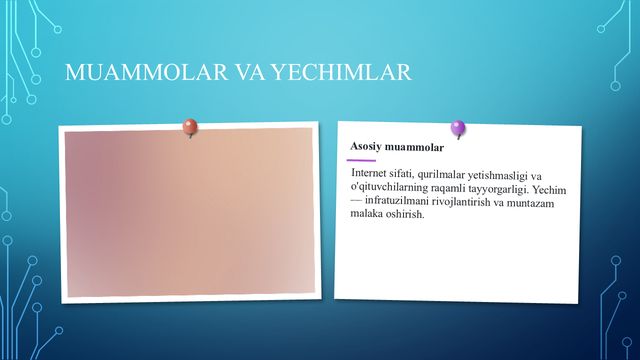 MUAMMOLAR VA YECHIMLAR
Asosiy muammolar
Internet sifati, qurilmalar yetishmasligi va
o'qituvchilarning raqamli tayyorgarligi. Yechim
— infratuzilmani rivojlantirish va muntazam
malaka oshirish.